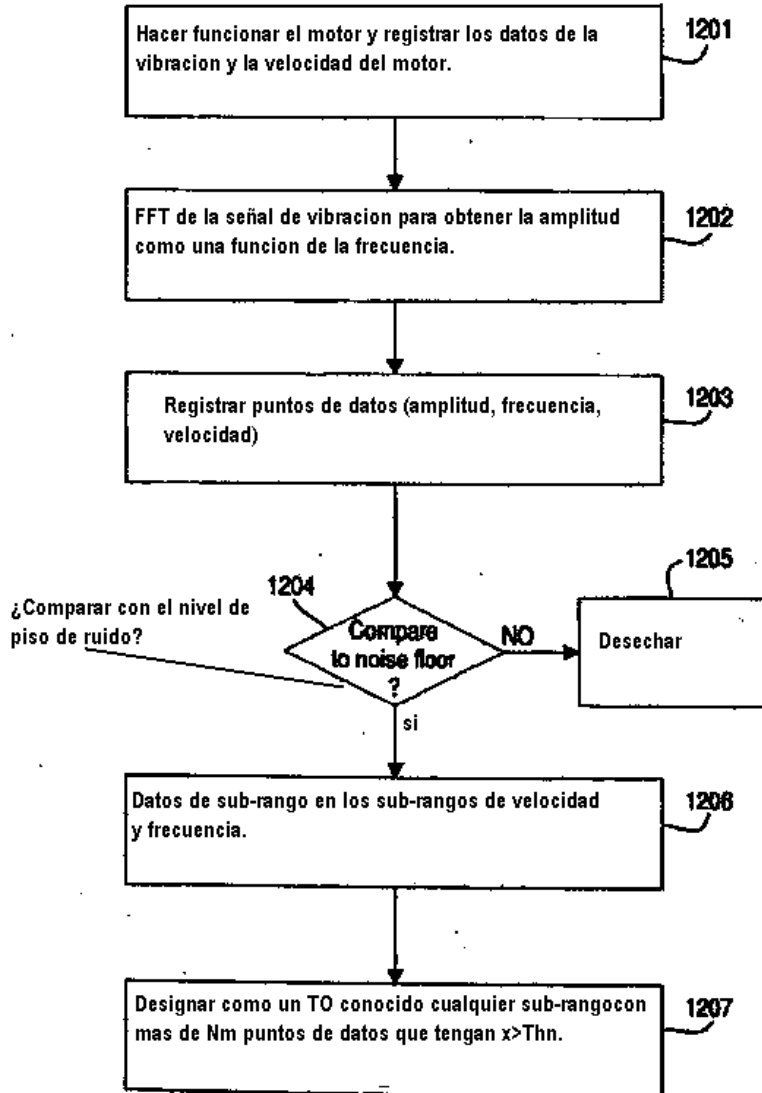 Hacer funcionar el motor y registrar los datos de la
vibracion y la velocidad del motor.
1201
FFT de la señal de vibracion para obtener la amplitud
como una funcion de la frecuencia.
1202
Registrar puntos de datos (amplitud, frecuencia,
velocidad)
1203
1204
¿Comparar con el nivel de
piso de ruido?
Compare
to noise floor
?
NO
si
1205
Desechar
Datos de sub-rango en los sub-rangos de velocidad
y frecuencia.
1206
Designar como un TO conocido cualquier sub-rangocon
mas de Nm puntos de datos que tengan x>Thn.
1207